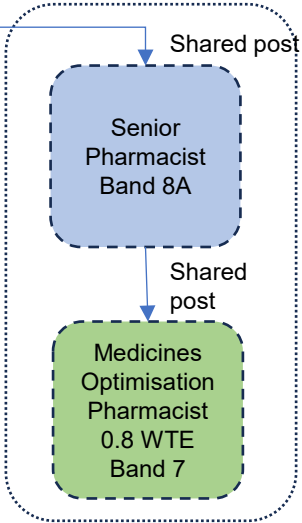 Shared post
Senior
Pharmacist
Band 8A
Shared
post
Medicines
Optimisation
Pharmacist
0.8 WTE
Band 7